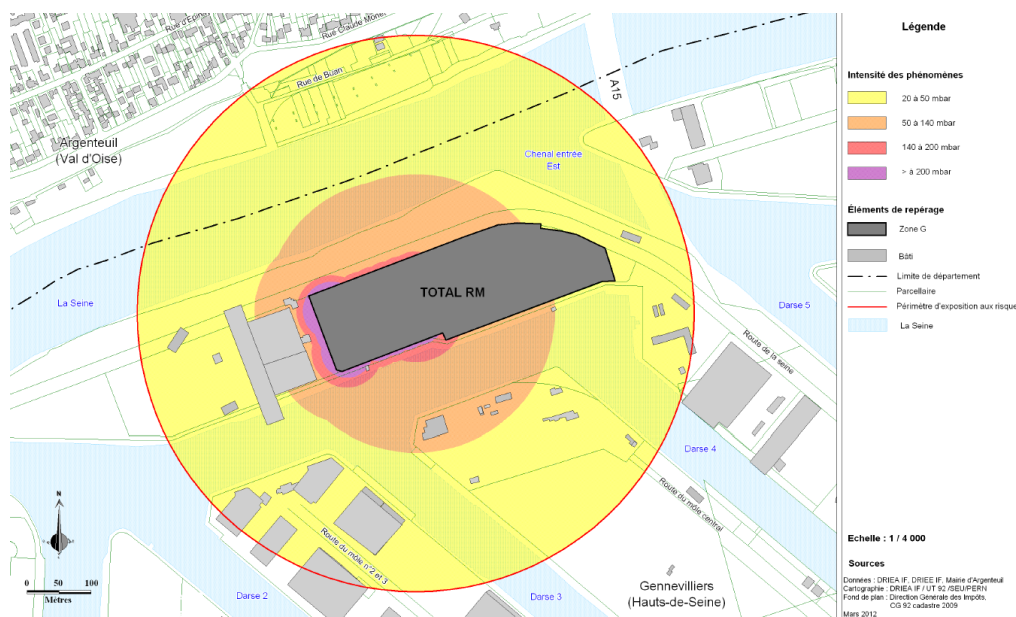 Rue d'Epina
Rue Claude Monet
Rue de Buan
A15
Argenteuil
(Val d'Oise)
Chenal entrée
Est
La Seine
TOTAL RM
Darse 5
Route de la seine
Darse 4
Route du môle central
Route du môle n°2 et 3
Darse 2
Darse 3
Gennevilliers
(Hauts-de-Seine)
N
0 50 100
Mètres
Légende
Intensité des phénomènes
20 à 50 mbar
50 à 140 mbar
140 à 200 mbar
> à 200 mbar
Éléments de repérage
Zone G
Bâti
Limite de département
Parcellaire
Périmètre d'exposition aux risque
La Seine
Echelle : 1 / 4 000
Sources
Données : DRIEA IF, DRIEE IF, Mairie d'Argenteuil
Cartographie : DRIEA IF / UT 92 /SEU/PERN
Fond de plan : Direction Générale des Impôts,
CG 92 cadastre 2009
Mars 2012